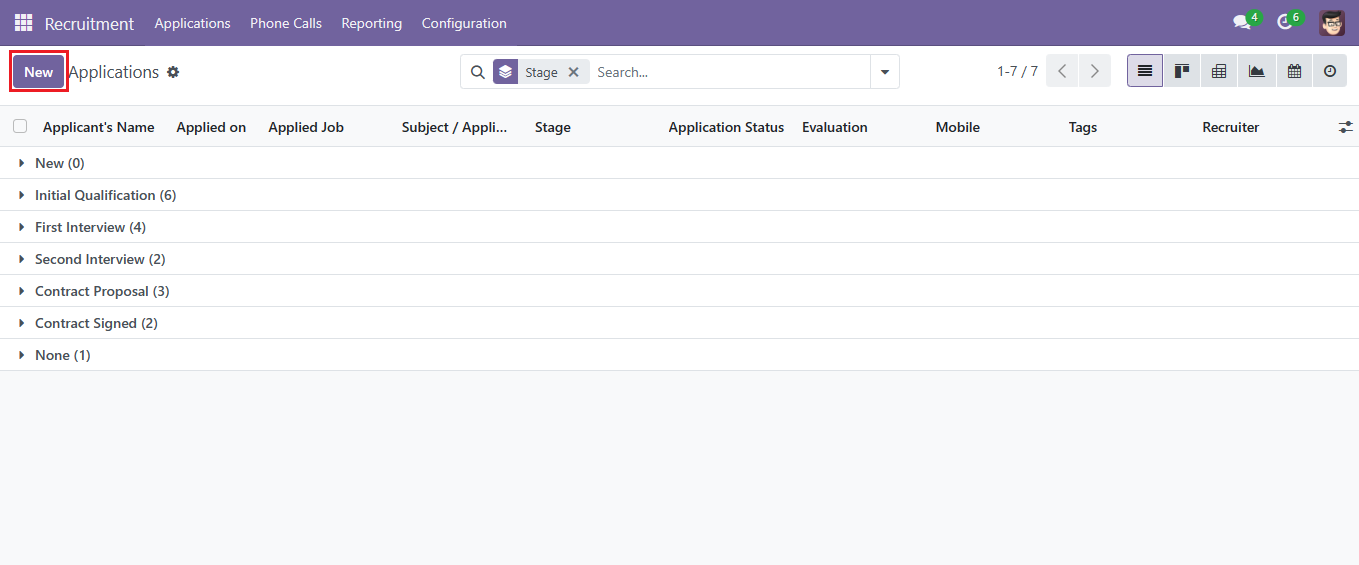 Recruitment Applications Phone Calls Reporting Configuration 4 6
New Applications Stage Search... 1-7 / 7
Applicant's Name Applied on Applied Job Subject / Appli... Stage Application Status Evaluation Mobile Tags Recruiter
New (0)
Initial Qualification (6)
First Interview (4)
Second Interview (2)
Contract Proposal (3)
Contract Signed (2)
None (1)